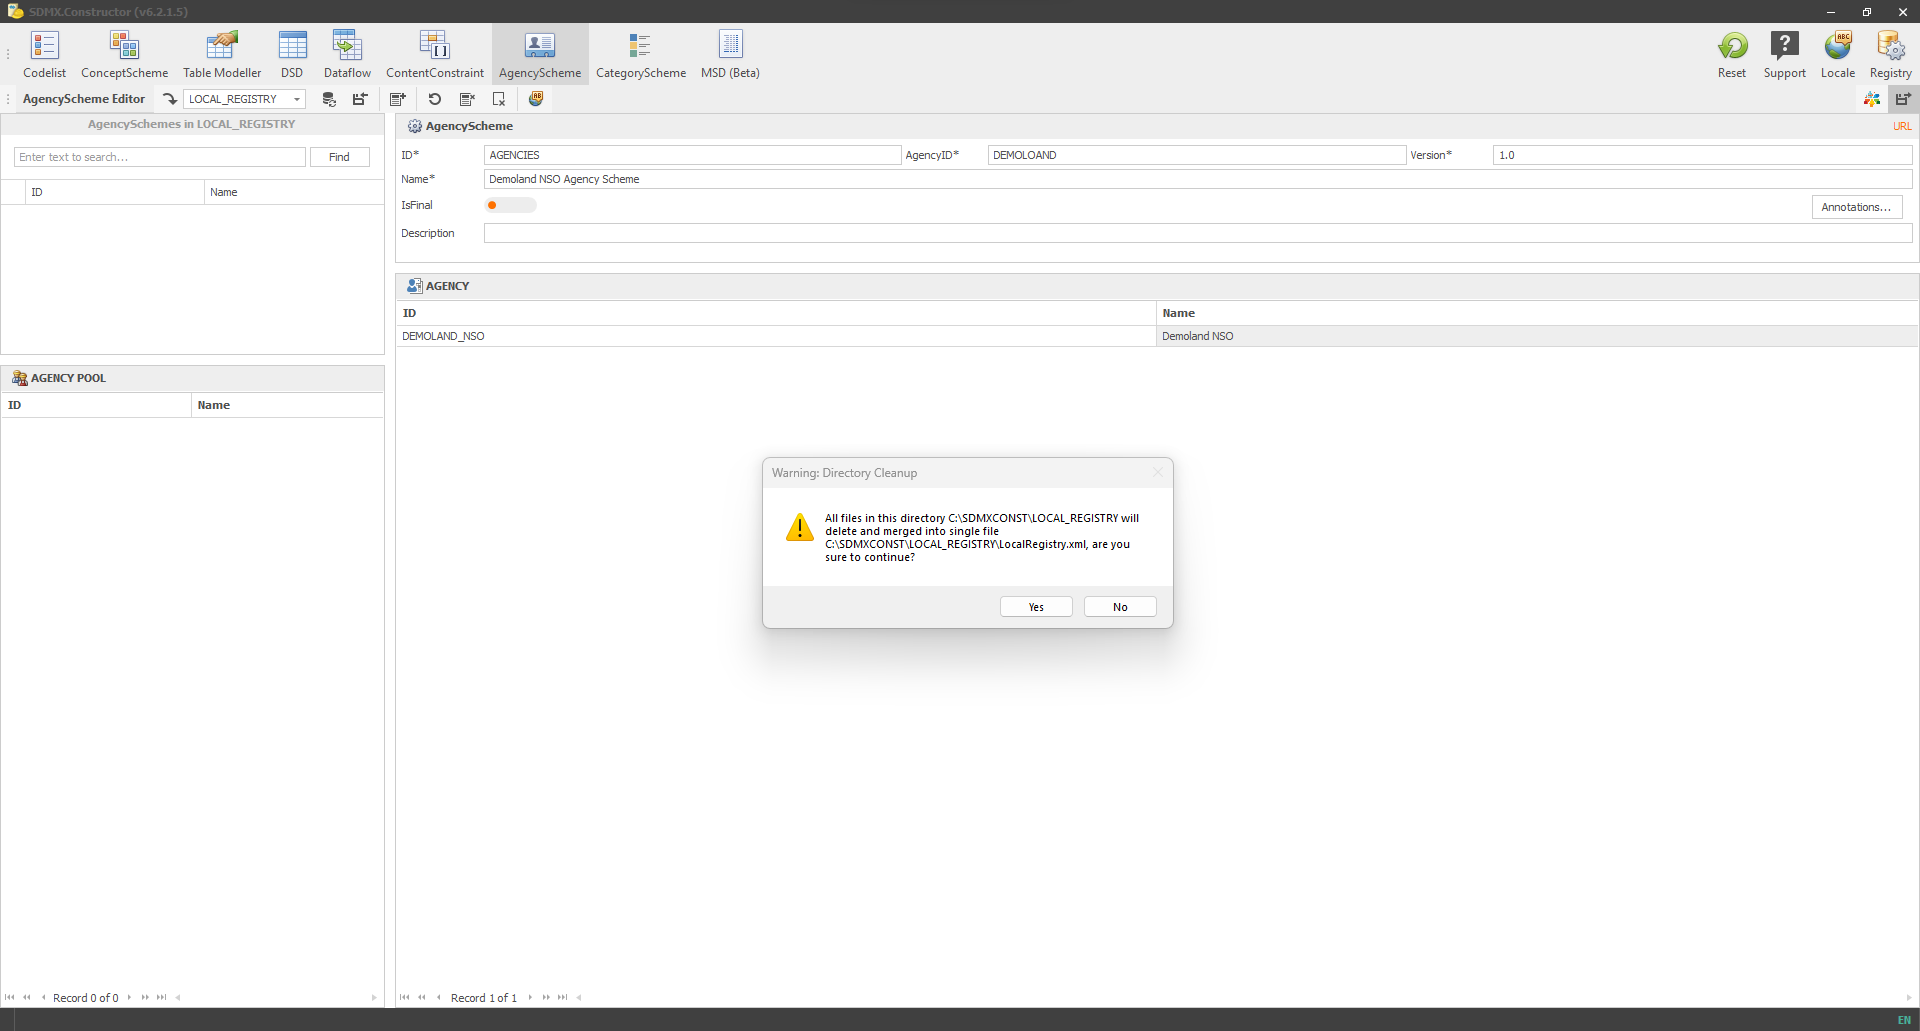 SDMX.Constructor (v6.2.1.5)
Codelist
ConceptScheme
Table Modeller
DSD
Dataflow
ContentConstraint
AgencyScheme
CategoryScheme
MSD (Beta)
Reset
Support
Locale
Registry
AgencyScheme Editor
LOCAL_REGISTRY
AgencySchemes in LOCAL_REGISTRY
Enter text to search...
Find
ID
Name
AGENCY POOL
ID
Name
Record 0 of 0
AgencyScheme
URL
ID*
AGENCIES
AgencyID*
DEMOLOAND
Version*
1.0
Name*
Demoland NSO Agency Scheme
IsFinal
Annotations...
Description
AGENCY
ID
Name
DEMOLAND_NSO
Demoland NSO
Warning: Directory Cleanup
All files in this directory C:\SDMXCONST\LOCAL_REGISTRY will
delete and merged into single file
C:\SDMXCONST\LOCAL_REGISTRY\LocalRegistry.xml, are you
sure to continue?
Yes
No
Record 1 of 1
EN